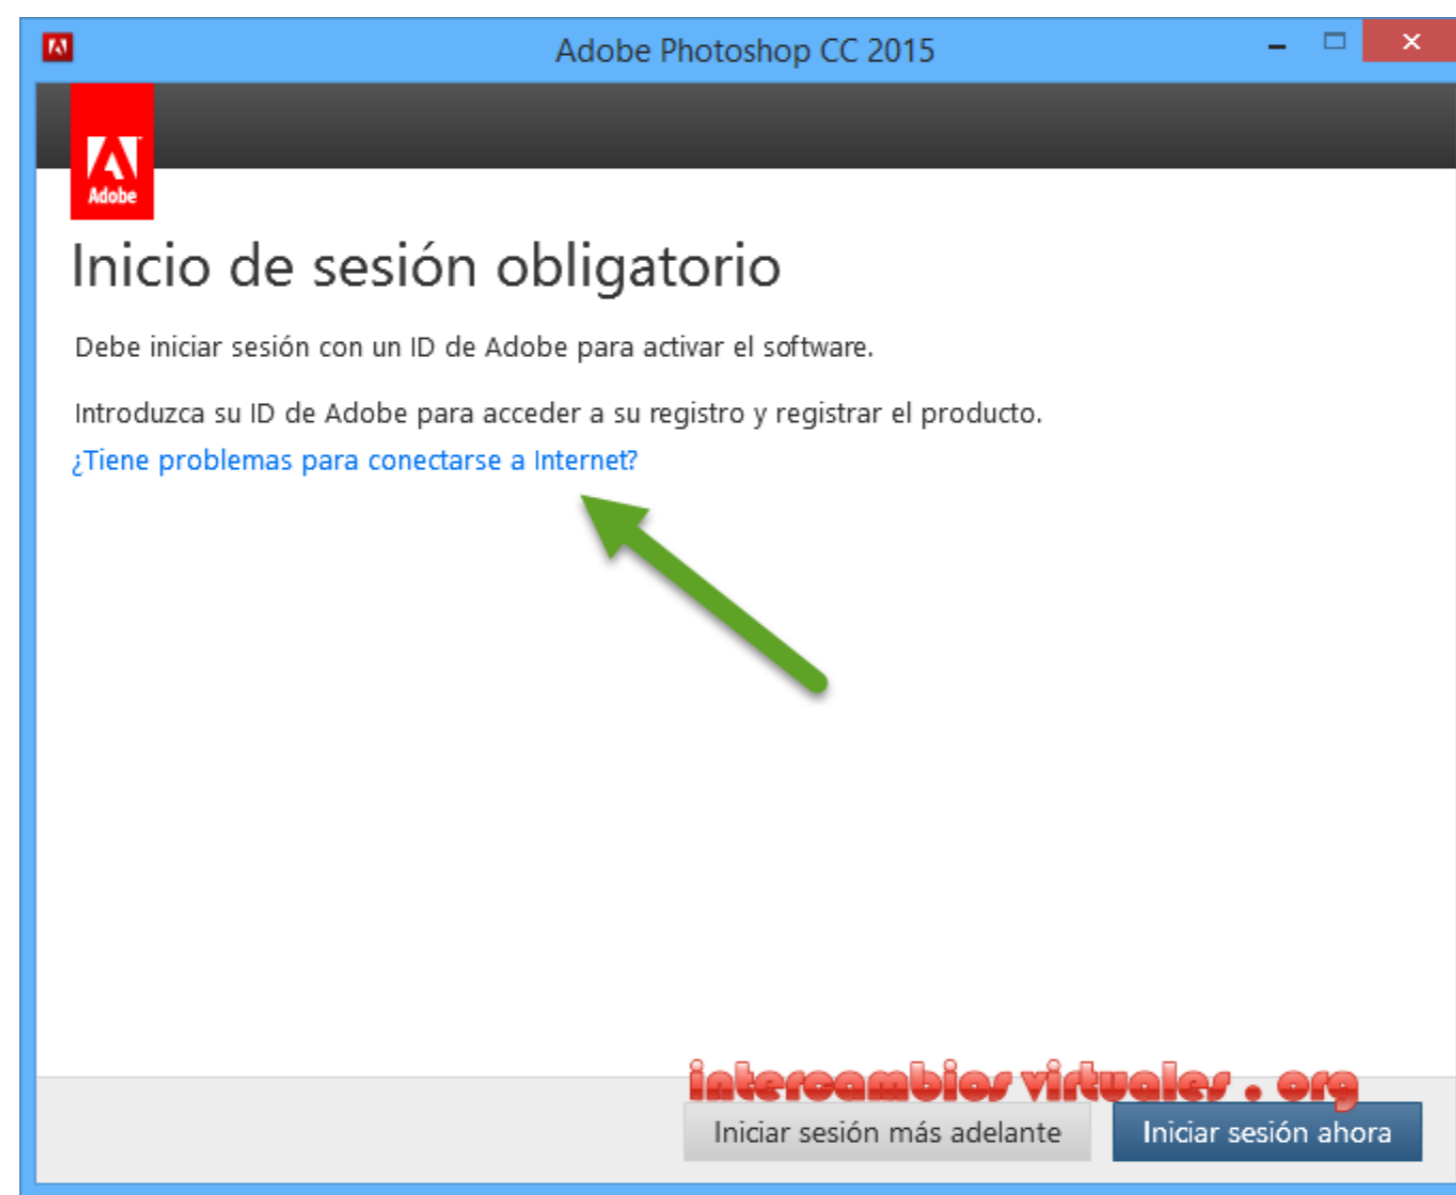 Adobe Photoshop CC 2015
Adobe
Inicio de sesión obligatorio
Debe iniciar sesión con un ID de Adobe para activar el software.
Introduzca su ID de Adobe para acceder a su registro y registrar el producto.
¿Tiene problemas para conectarse a Internet?
intercambios virtuales . org
Iniciar sesión más adelante
Iniciar sesión ahora